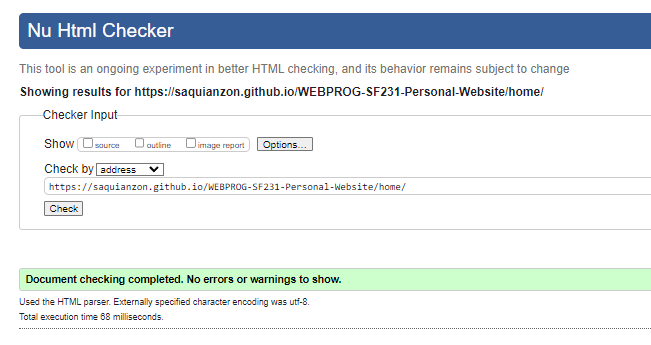 Nu Html Checker
This tool is an ongoing experiment in better HTML checking, and its behavior remains subject to change
Showing results for https://saquianzon.github.io/WEBPROG-SF231-Personal-Website/home/
Checker Input
Show source outline image report Options...
Check by address
https://saquianzon.github.io/WEBPROG-SF231-Personal-Website/home/
Check
Document checking completed. No errors or warnings to show.
Used the HTML parser. Externally specified character encoding was utf-8.
Total execution time 68 milliseconds.